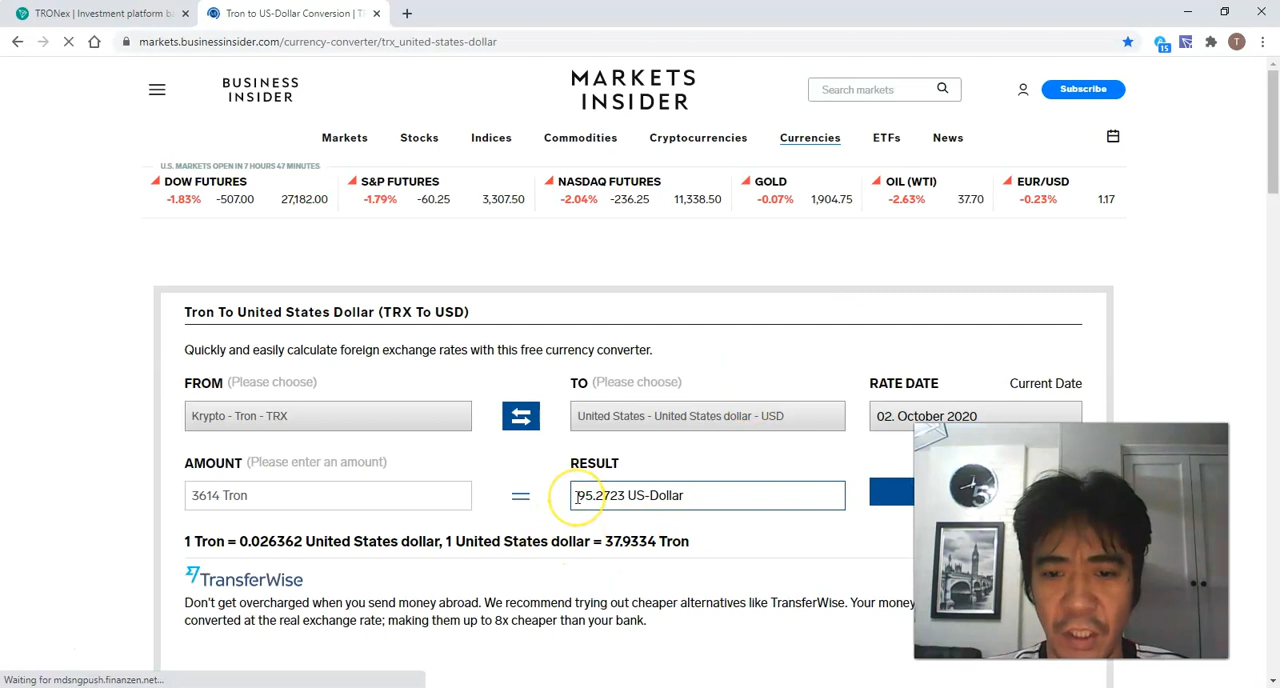 TRONex | Investment platform b
Tron to US-Dollar Conversion | T
markets.businessinsider.com/currency-converter/trx_united-states-dollar
15
T
BUSINESS
INSIDER
MARKETS
INSIDER
Search markets
Subscribe
Markets
Stocks
Indices
Commodities
Cryptocurrencies
Currencies
ETFs
News
U.S. MARKETS OPEN IN 7 HOURS 47 MINUTES
DOW FUTURES
-1.83% -507.00 27,182.00
S&P FUTURES
-1.79% -60.25 3,307.50
NASDAQ FUTURES
-2.04% -236.25 11,338.50
GOLD
-0.07% 1,904.75
OIL (WTI)
-2.63% 37.70
EUR/USD
-0.23% 1.17
Tron To United States Dollar (TRX To USD)
Quickly and easily calculate foreign exchange rates with this free currency converter.
FROM (Please choose)
TO (Please choose)
RATE DATE
Current Date
Krypto - Tron - TRX
United States - United States dollar - USD
02. October 2020
AMOUNT (Please enter an amount)
RESULT
3614 Tron
95.2723 US-Dollar
1 Tron = 0.026362 United States dollar, 1 United States dollar = 37.9334 Tron
TransferWise
Don't get overcharged when you send money abroad. We recommend trying out cheaper alternatives like TransferWise. Your money
converted at the real exchange rate; making them up to 8x cheaper than your bank.
Waiting for mdsngpush.finanzen.net...